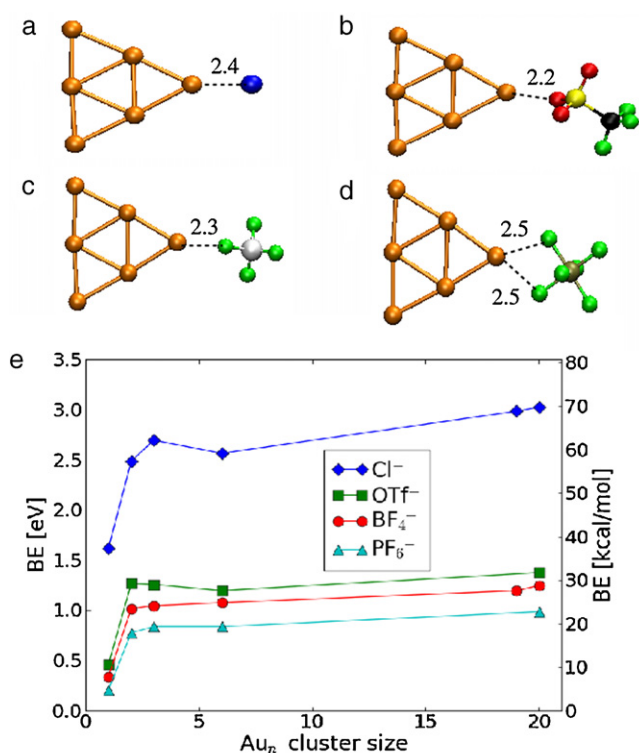 a
2.4
b
2.2
c
2.3
d
2.5
2.5
e
3.5
3.0
2.5
2.0
1.5
1.0
0.5
0.0
BE [eV]
Cl⁻
OTf⁻
BF₄⁻
PF₆⁻
80
70
60
50
40
30
20
10
0
BE [kcal/mol]
0 5 10 15 20
Auₙ cluster size